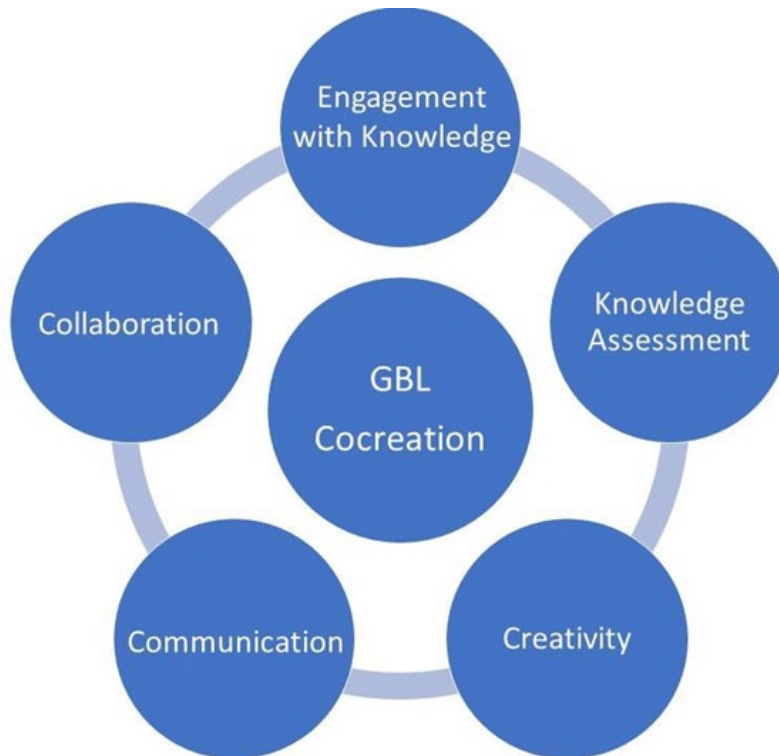 Engagement
with Knowledge
Knowledge
Assessment
Creativity
Communication
Collaboration
GBL
Cocreation